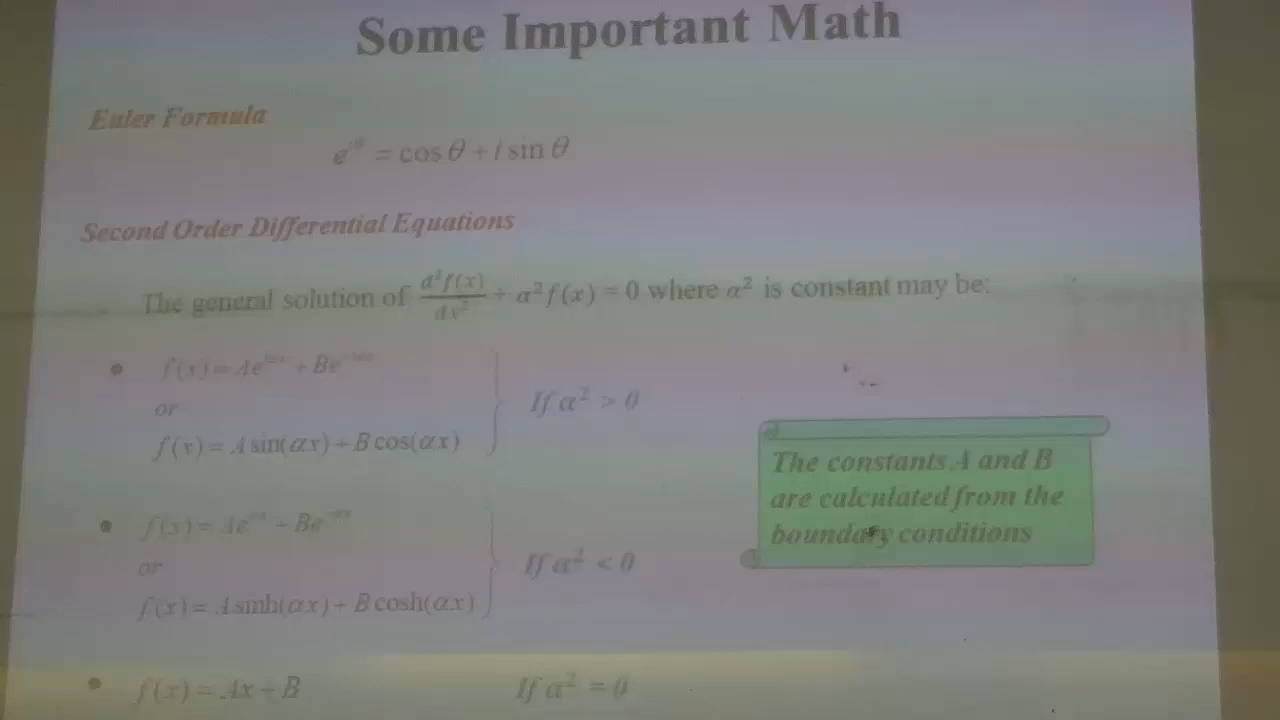 Some Important Math
Euler Formula
e^{iθ} = cos θ + i sin θ
Second Order Differential Equations
The general solution of d²f(x)/dx² + α² f(x) = 0 where α² is constant may be:
• f(x) = Ae^{iαx} + Be^{-iαx}
or
f(x) = A sin(αx) + B cos(αx)
If α² > 0
• f(x) = Ae^{αx} + Be^{-αx}
or
f(x) = A sinh(αx) + B cosh(αx)
If α² < 0
• f(x) = Ax + B
If α² = 0
The constants A and B
are calculated from the
boundary conditions